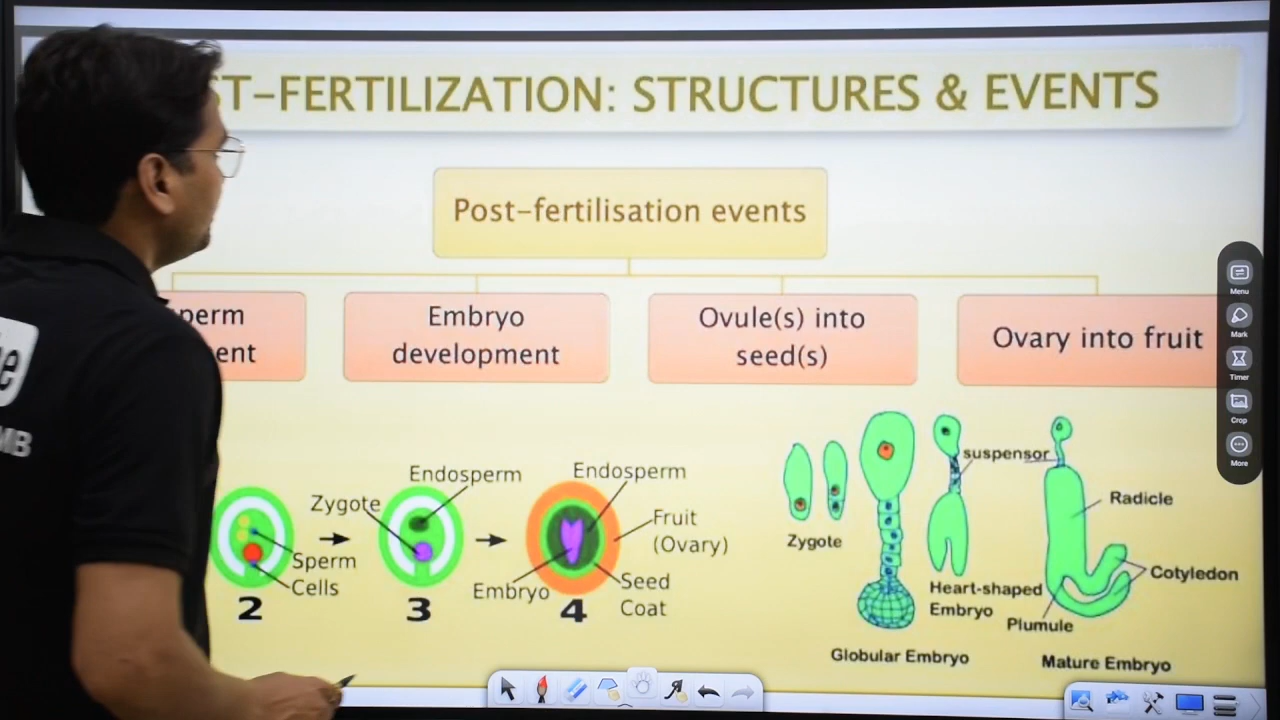 ST-FERTILIZATION: STRUCTURES & EVENTS
Post-fertilisation events
perm
ent
Embryo
development
Ovule(s) into
seed(s)
Ovary into fruit
Menu
Mark
Timer
Crop
More
Endosperm
Zygote
Sperm
Cells
2
3
Endosperm
Fruit
(Ovary)
Embryo
Seed
Coat
4
Zygote
suspensor
Radicle
Cotyledon
Heart-shaped
Embryo
Plumule
Globular Embryo
Mature Embryo
e
MB